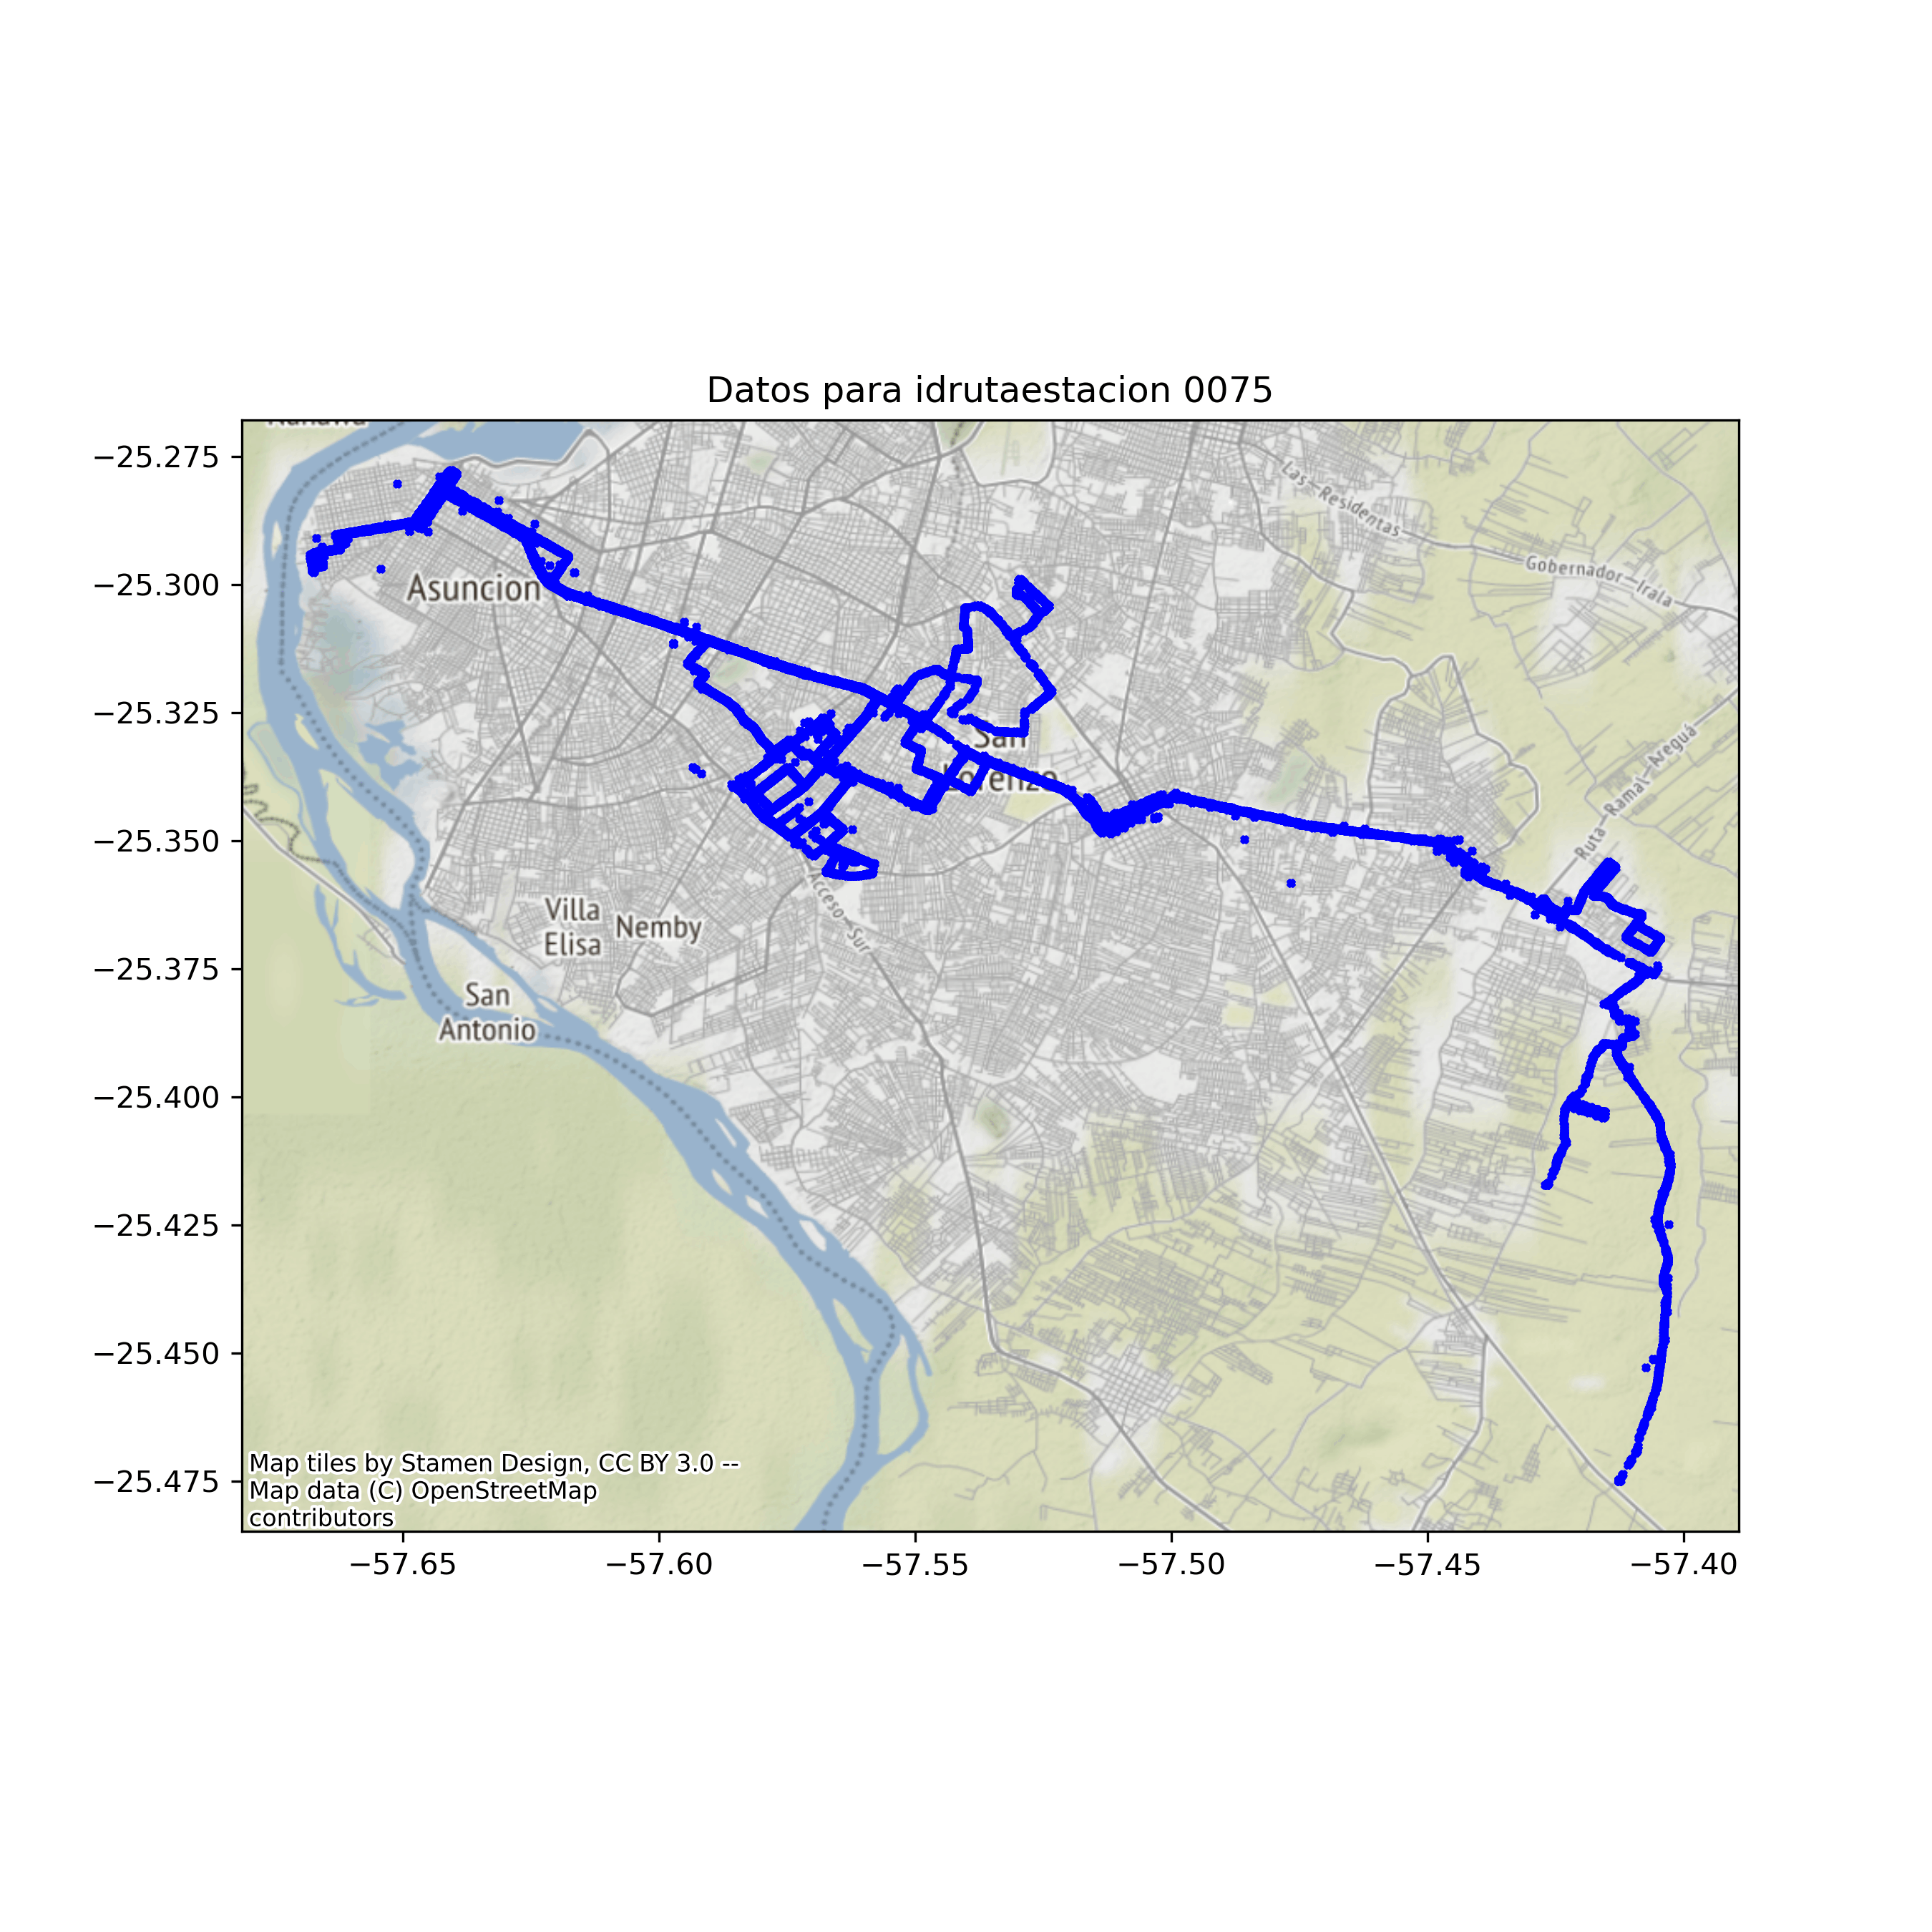 Datos para idrutaestacion 0075
−25.275
−25.300
−25.325
−25.350
−25.375
−25.400
−25.425
−25.450
−25.475
Las Residentas
Gobernador Irala
Asuncion
San
Lorenzo
Ruta Ramal Areguá
Acceso Sur
Villa
Elisa
Nemby
San
Antonio
Map tiles by Stamen Design, CC BY 3.0 --
Map data (C) OpenStreetMap
contributors
−57.65
−57.60
−57.55
−57.50
−57.45
−57.40